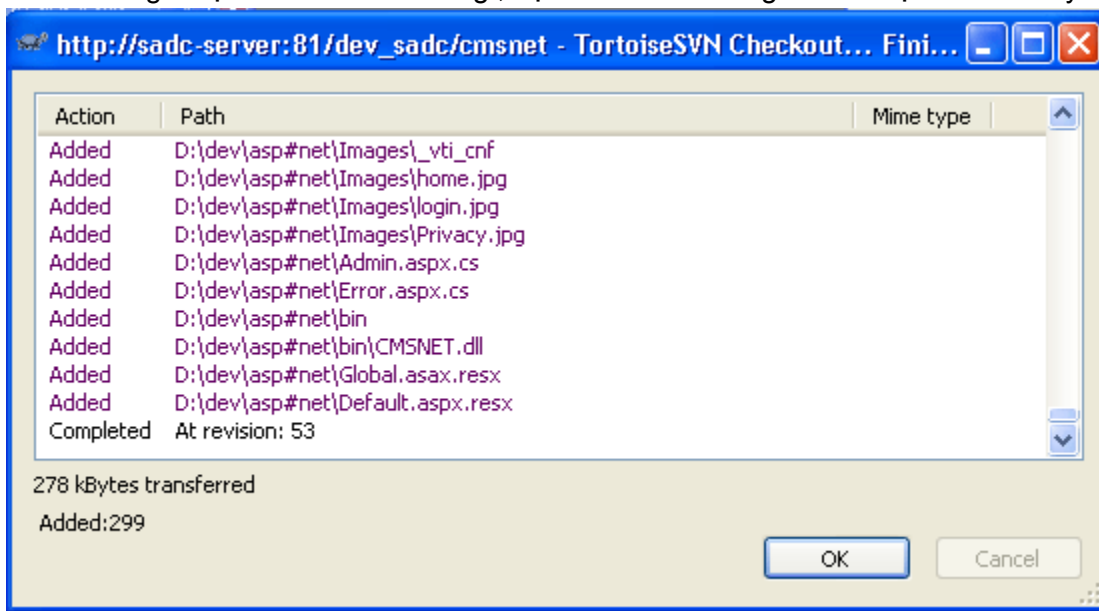 http://sadc-server:81/dev_sadc/cmsnet - TortoiseSVN Checkout... Fini...
Action Path Mime type
Added D:\dev\asp#net\Images\_vti_cnf
Added D:\dev\asp#net\Images\home.jpg
Added D:\dev\asp#net\Images\login.jpg
Added D:\dev\asp#net\Images\Privacy.jpg
Added D:\dev\asp#net\Admin.aspx.cs
Added D:\dev\asp#net\Error.aspx.cs
Added D:\dev\asp#net\bin
Added D:\dev\asp#net\bin\CMSNET.dll
Added D:\dev\asp#net\Global.asax.resx
Added D:\dev\asp#net\Default.aspx.resx
Completed At revision: 53
278 kBytes transferred
Added:299
OK Cancel